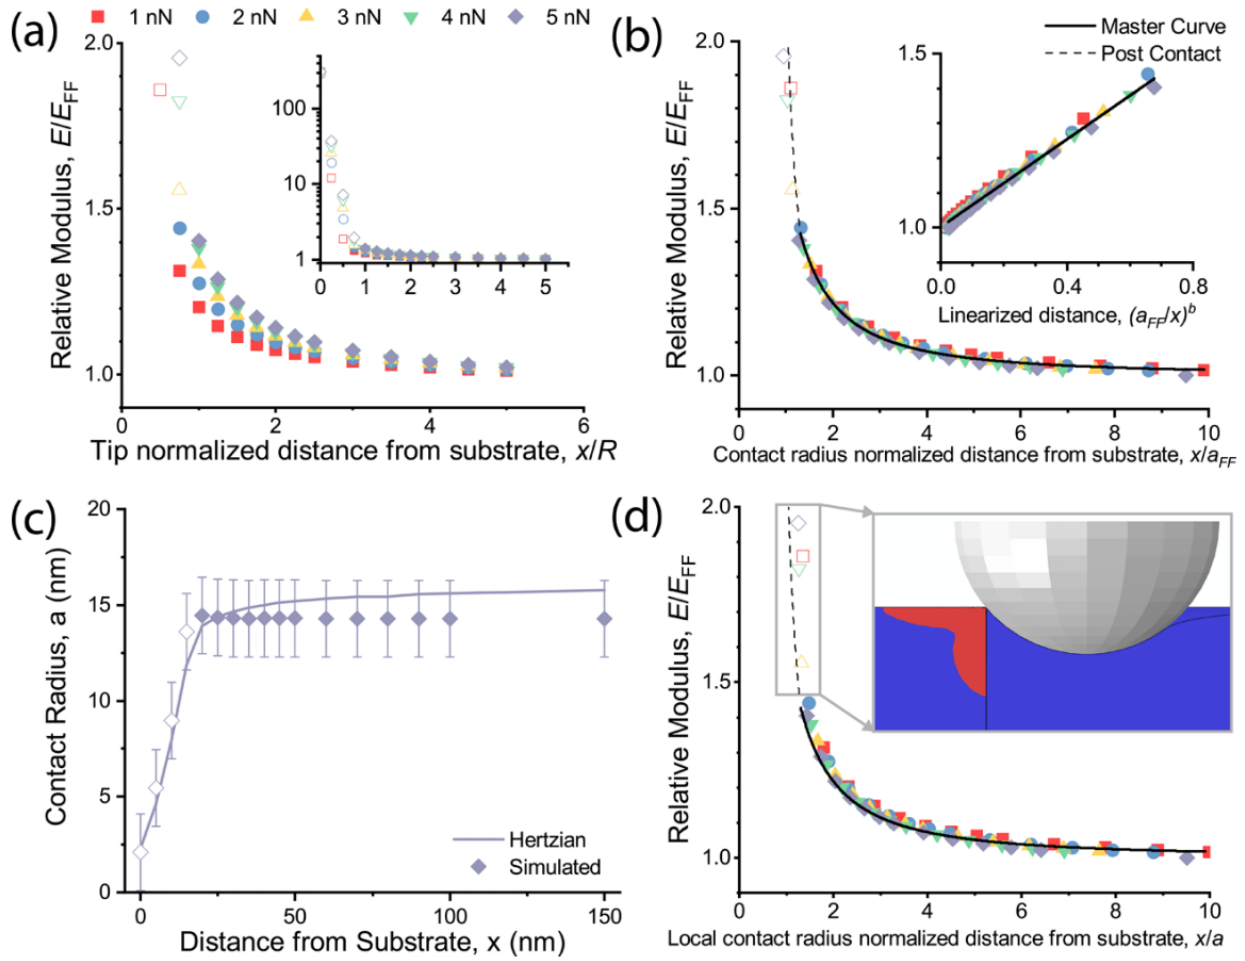 (a)
1 nN 2 nN 3 nN 4 nN 5 nN
2.0
1.5
1.0
0 2 4 6
Relative Modulus, E/E_FF
Tip normalized distance from substrate, x/R
100
10
1
0 1 2 3 4 5
(b)
Master Curve
Post Contact
2.0
1.5
1.0
0 2 4 6 8 10
Relative Modulus, E/E_FF
Contact radius normalized distance from substrate, x/a_FF
1.5
1.0
0.0 0.4 0.8
Linearized distance, (a_FF/x)^b
(c)
20
15
10
5
0
0 50 100 150
Contact Radius, a (nm)
Distance from Substrate, x (nm)
Hertzian
Simulated
(d)
2.0
1.5
1.0
0 2 4 6 8 10
Relative Modulus, E/E_FF
Local contact radius normalized distance from substrate, x/a